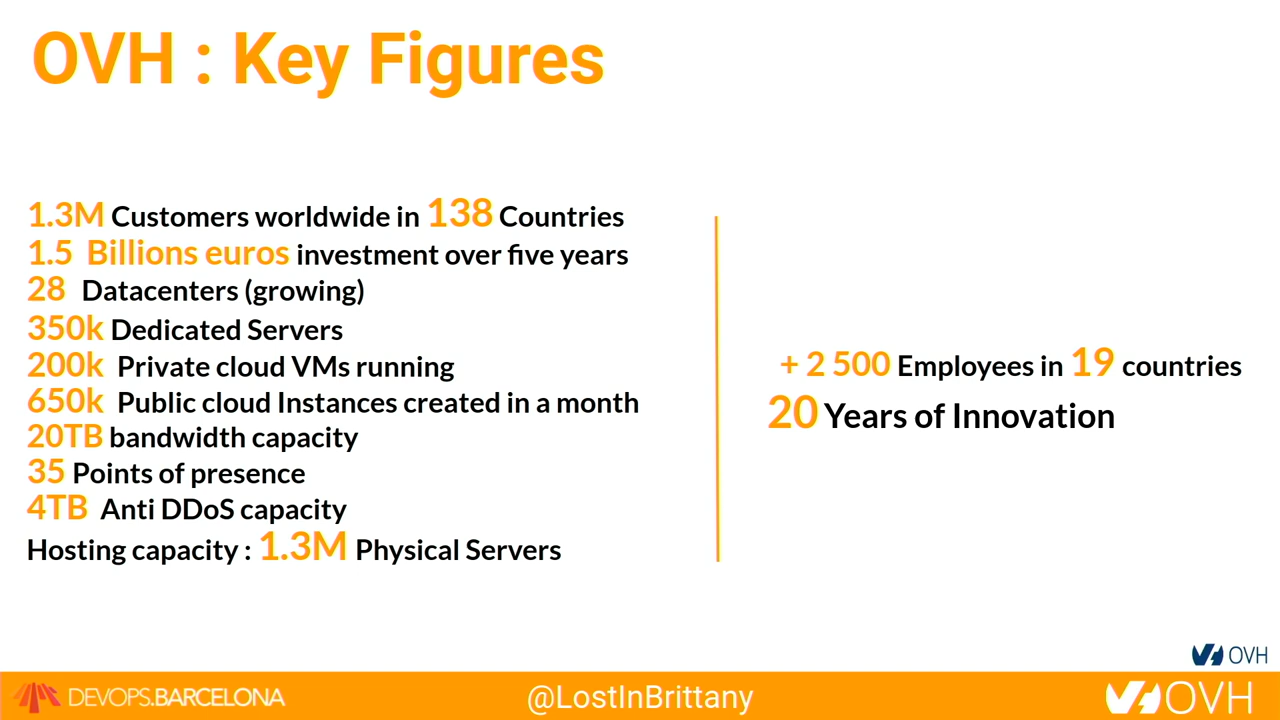 OVH : Key Figures
1.3M Customers worldwide in 138 Countries
1.5 Billions euros investment over five years
28 Datacenters (growing)
350k Dedicated Servers
200k Private cloud VMs running
650k Public cloud Instances created in a month
20TB bandwidth capacity
35 Points of presence
4TB Anti DDoS capacity
Hosting capacity : 1.3M Physical Servers
+ 2 500 Employees in 19 countries
20 Years of Innovation
OVH
DEVOPS.BARCELONA
@LostInBrittany
OVH